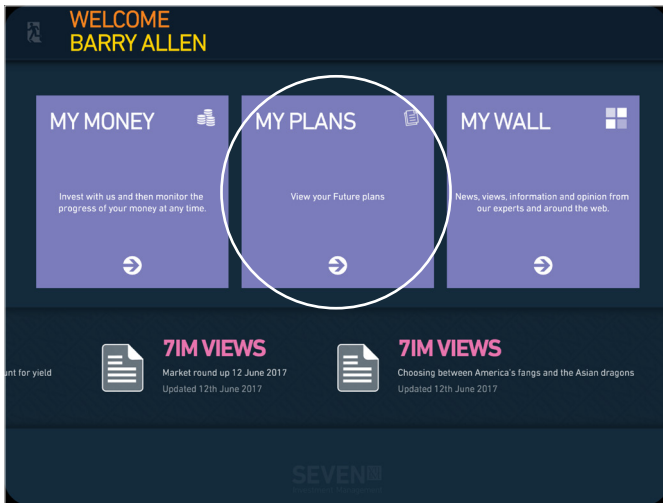 WELCOME
BARRY ALLEN
MY MONEY
Invest with us and then monitor the
progress of your money at any time.
MY PLANS
View your Future plans
MY WALL
News, views, information and opinion from
our experts and around the web.
unt for yield
7IM VIEWS
Market round up 12 June 2017
Updated 12th June 2017
7IM VIEWS
Choosing between America's fangs and the Asian dragons
Updated 12th June 2017
SEVEN